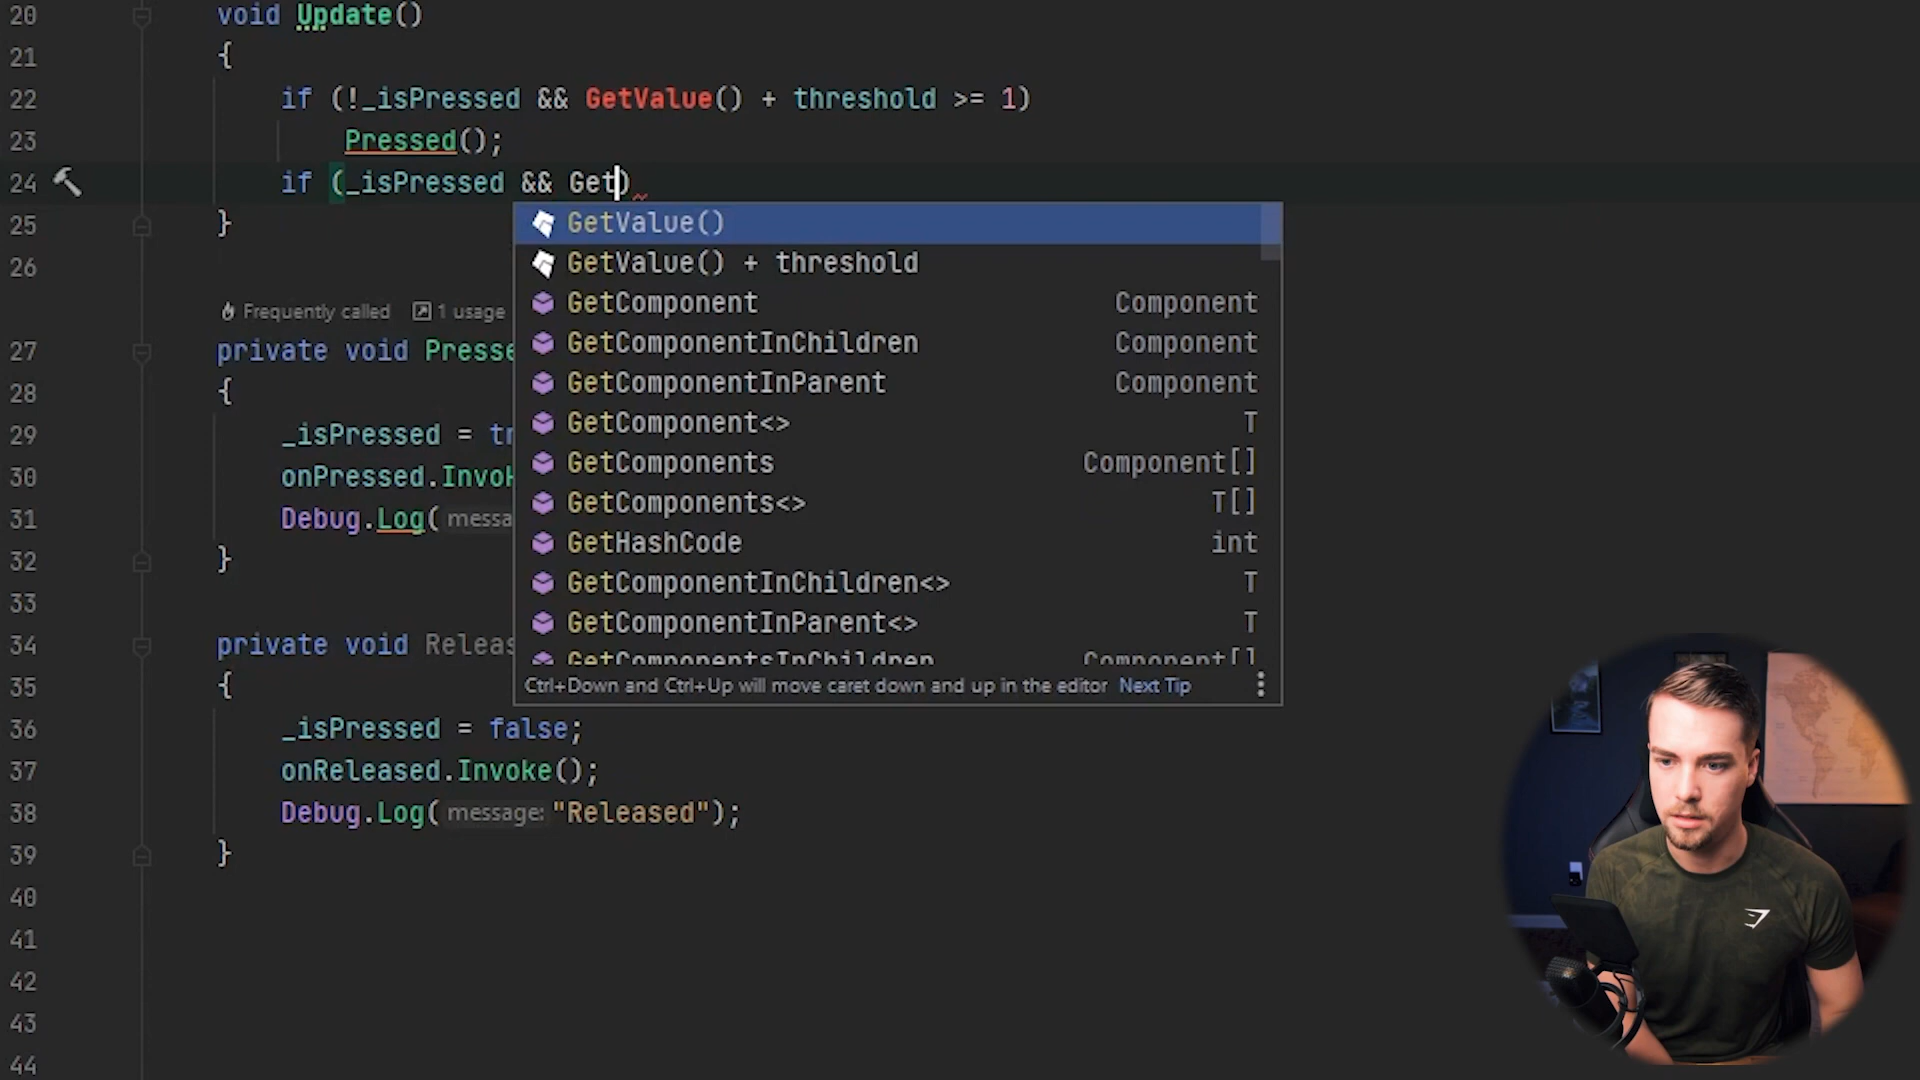 20 void Update()
21 {
22 if (!_isPressed && GetValue() + threshold >= 1)
23 Pressed();
24 if (_isPressed && Get)
25 }
26
GetValue()
GetValue() + threshold
GetComponent Component
GetComponentInChildren Component
GetComponentInParent Component
GetComponent<> T
GetComponents Component[]
GetComponents<> T[]
GetHashCode int
GetComponentInChildren<> T
GetComponentInParent<> T
GetComponentsInChildren Component[]
Ctrl+Down and Ctrl+Up will move caret down and up in the editor Next Tip
Frequently called 1 usage
27 private void Presse
28 {
29 _isPressed = tr
30 onPressed.Invok
31 Debug.Log( messa
32 }
33
34 private void Releas
35 {
36 _isPressed = false;
37 onReleased.Invoke();
38 Debug.Log( message: "Released");
39 }
40
41
42
43
44